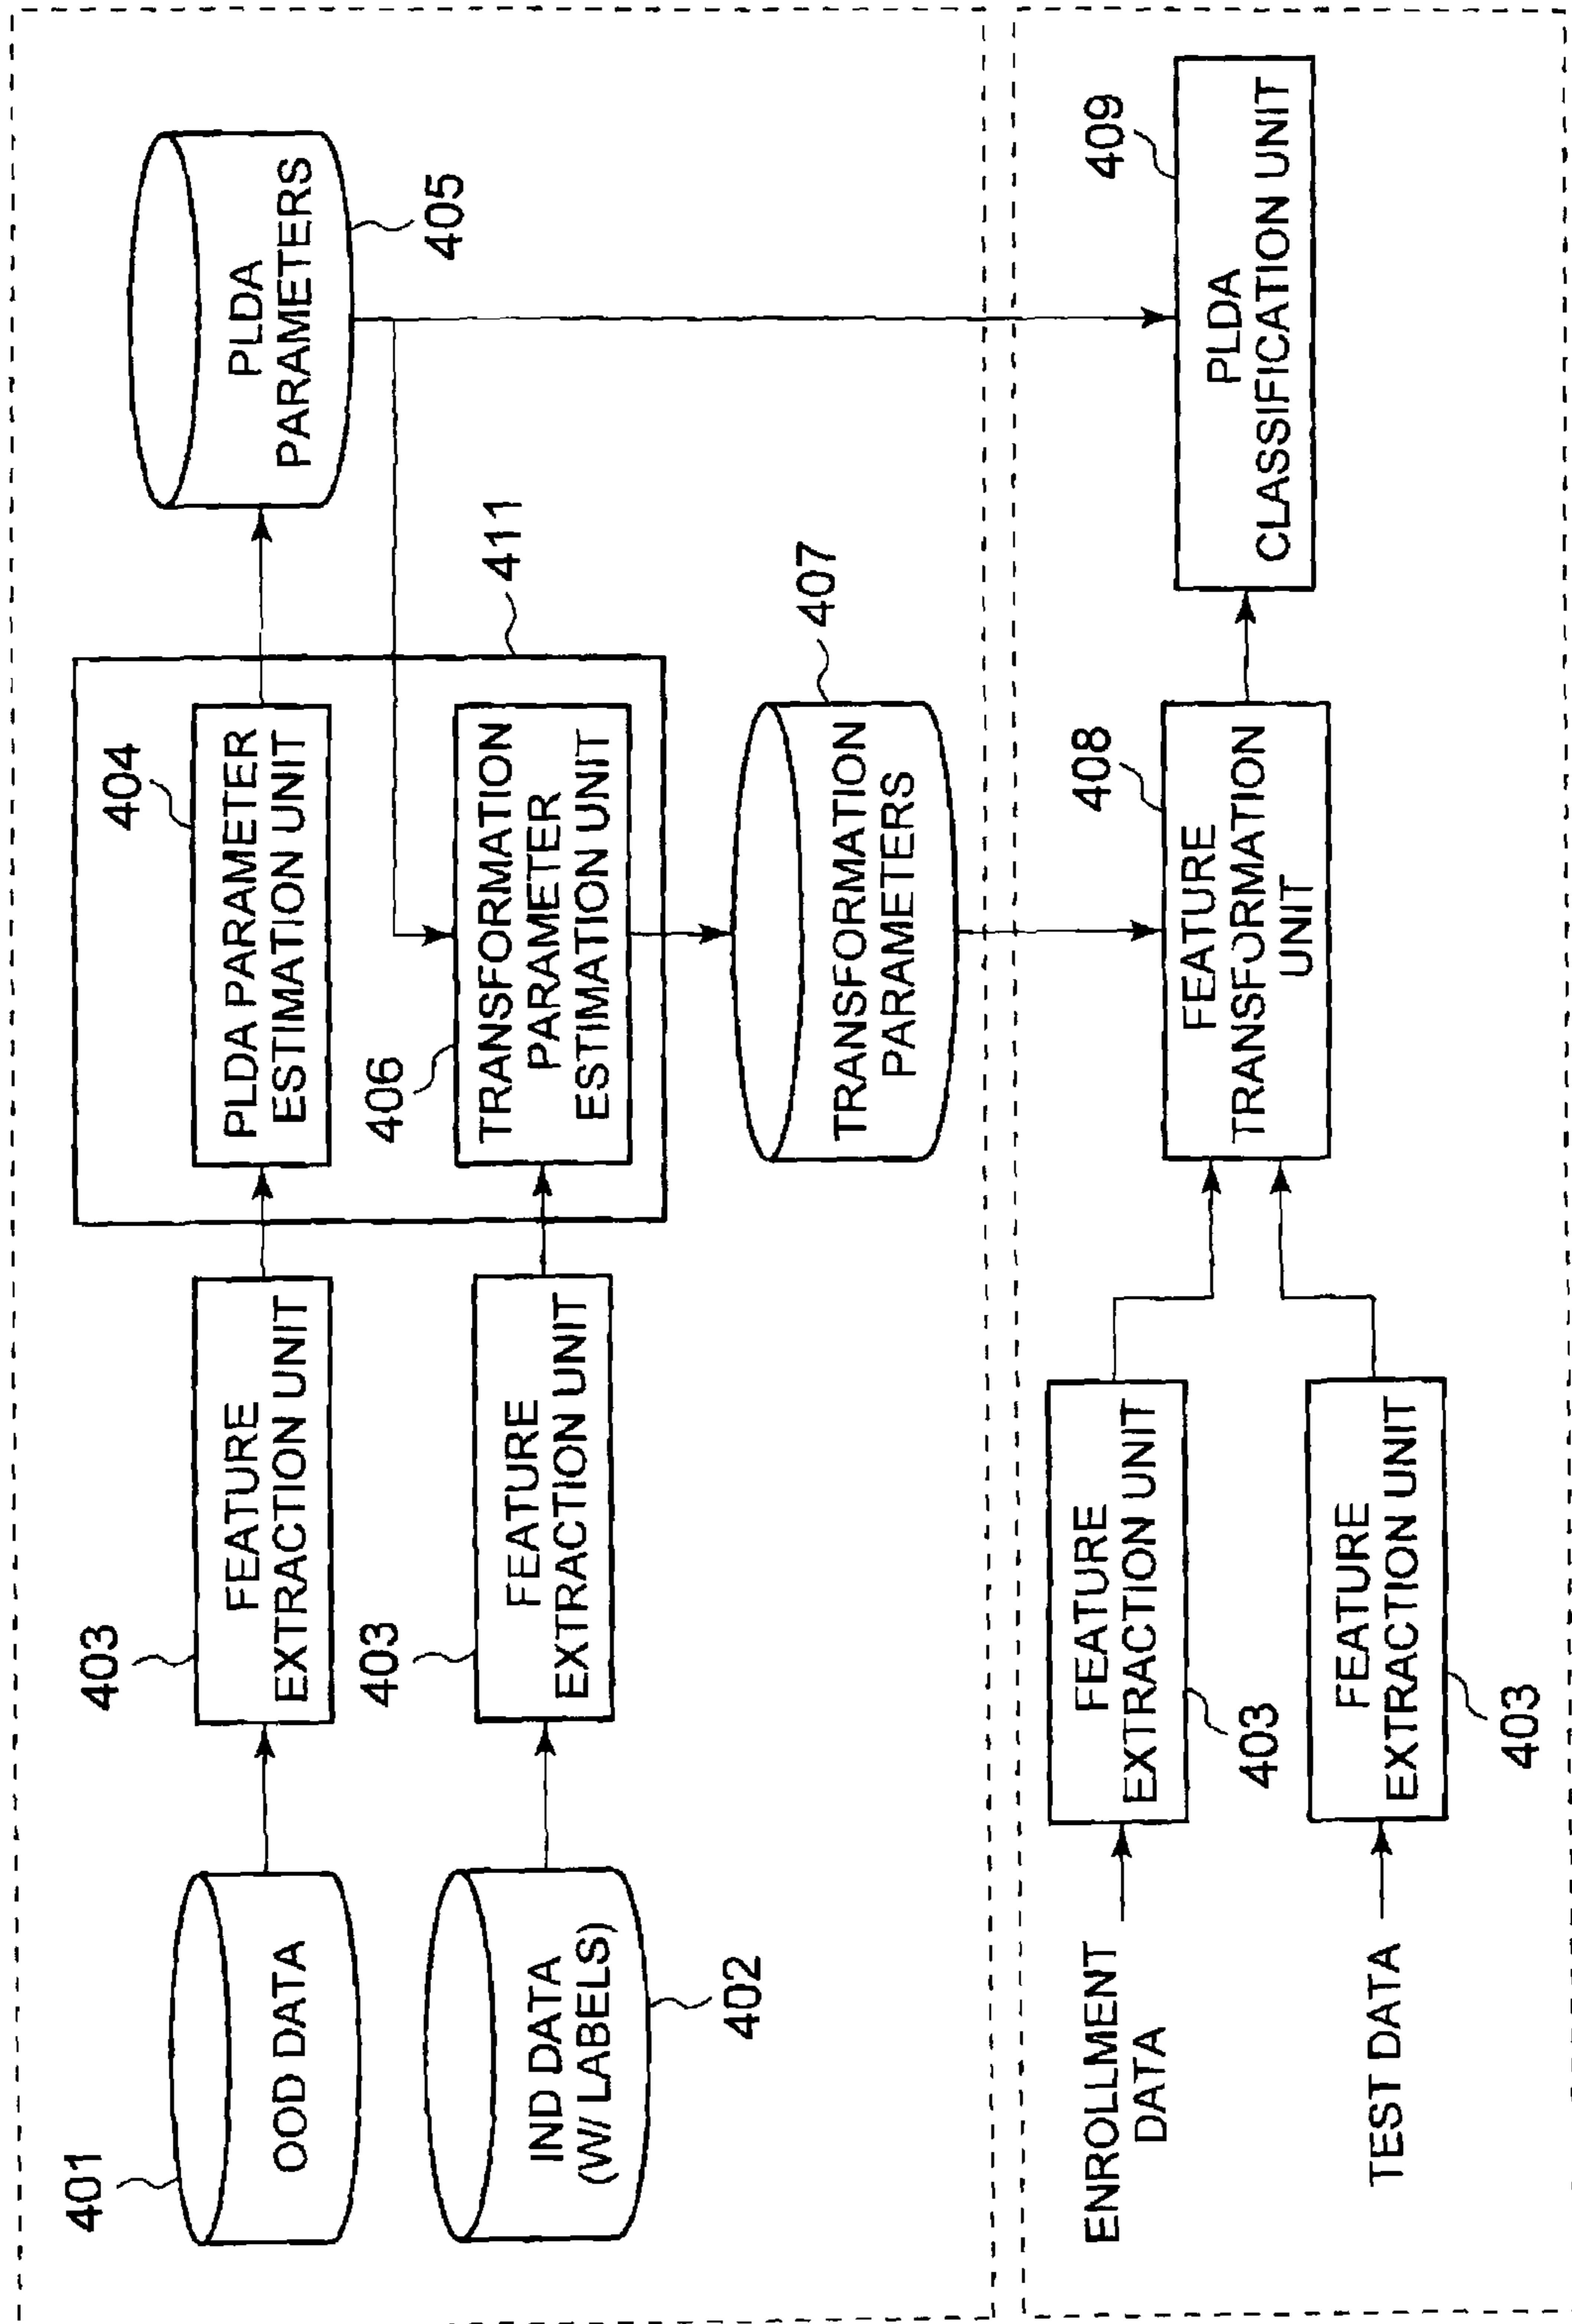 401
OOD DATA
403
FEATURE
EXTRACTION UNIT
404
PLDA PARAMETER
ESTIMATION UNIT
PLDA
PARAMETERS
405
IND DATA
(W/ LABELS)
402
403
FEATURE
EXTRACTION UNIT
406
TRANSFORMATION
PARAMETER
ESTIMATION UNIT
411
TRANSFORMATION
PARAMETERS
407
ENROLLMENT
DATA
FEATURE
EXTRACTION UNIT
403
408
FEATURE
TRANSFORMATION
UNIT
409
PLDA
CLASSIFICATION UNIT
TEST DATA
FEATURE
EXTRACTION UNIT
403